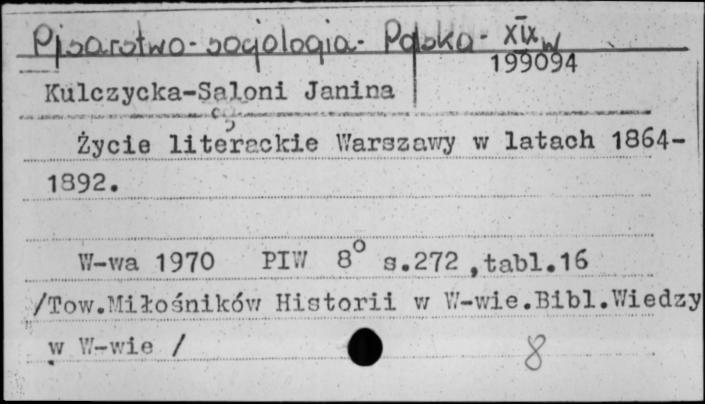 Pisarstwo - socjologia - Polska - XIX w
199094
Kulczycka-Saloni Janina
Życie literackie Warszawy w latach 1864-
1892.
W-wa 1970 PIW 8° s.272,tabl.16
/Tow.Miłośników Historii w W-wie.Bibl.Wiedzy
w W-wie /
8